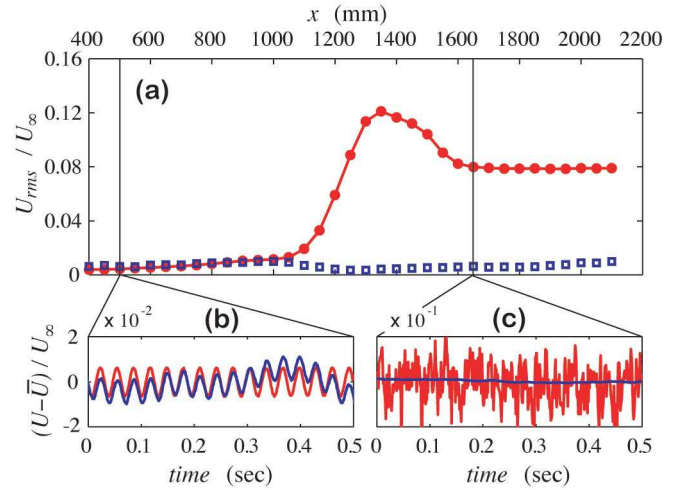 x (mm)
400 600 800 1000 1200 1400 1600 1800 2000 2200
0.16
(a)
0.12
0.08
0.04
0
U_rms / U_∞
x 10^-2 (b)
x 10^-1 (c)
2
0
-2
(U−U̅) / U_∞
0 0.1 0.2 0.3 0.4 0.5
0 0.1 0.2 0.3 0.4 0.5
time (sec)
time (sec)